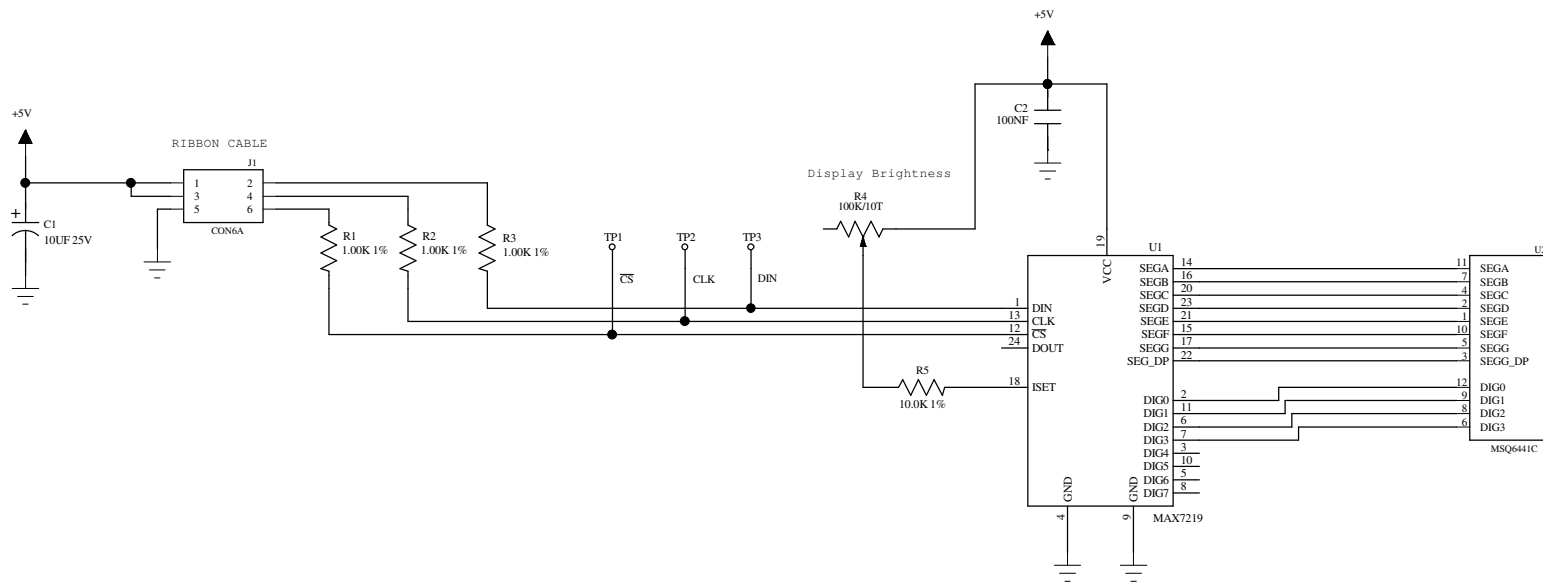 +5V
+5V
C2
100NF
RIBBON CABLE
J1
1 2
3 4
5 6
CON6A
C1
10UF 25V
Display Brightness
R4
100K/10T
R1
1.00K 1%
R2
1.00K 1%
R3
1.00K 1%
TP1
TP2
TP3
CS
CLK
DIN
U1
19
VCC
1 DIN
13 CLK
12 CS
24 DOUT
18 ISET
R5
10.0K 1%
SEGA 14
SEGB 16
SEGC 20
SEGD 23
SEGE 21
SEGF 15
SEGG 17
SEG_DP 22
DIG0 2
DIG1 11
DIG2 6
DIG3 7
DIG4 3
DIG5 10
DIG6 5
DIG7 8
GND
4
GND
9
MAX7219
11 SEGA
7 SEGB
4 SEGC
2 SEGD
1 SEGE
10 SEGF
5 SEGG
3 SEGG_DP
12 DIG0
9 DIG1
8 DIG2
6 DIG3
MSQ6441C